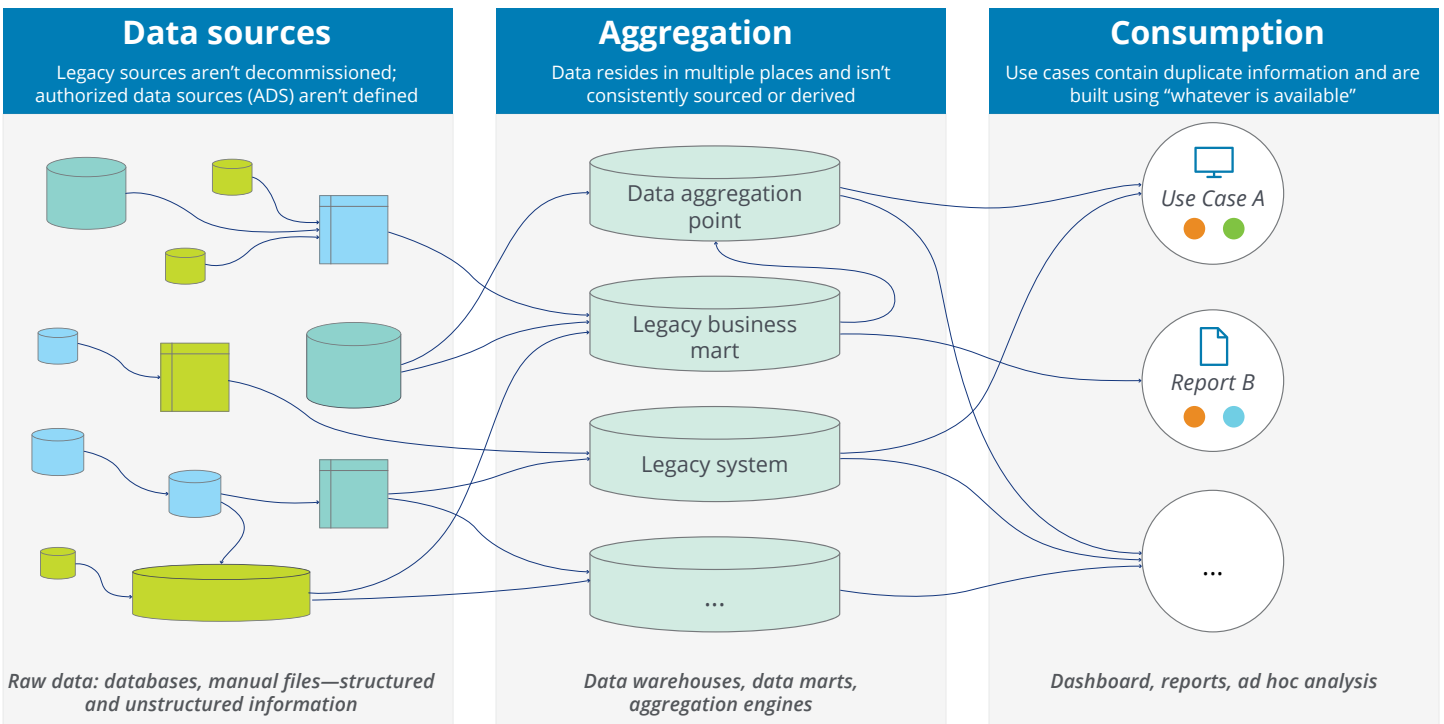 Data sources
Legacy sources aren’t decommissioned;
authorized data sources (ADS) aren’t defined
Raw data: databases, manual files—structured
and unstructured information
Aggregation
Data resides in multiple places and isn’t
consistently sourced or derived
Data aggregation
point
Legacy business
mart
Legacy system
...
Data warehouses, data marts,
aggregation engines
Consumption
Use cases contain duplicate information and are
built using “whatever is available”
Use Case A
Report B
...
Dashboard, reports, ad hoc analysis